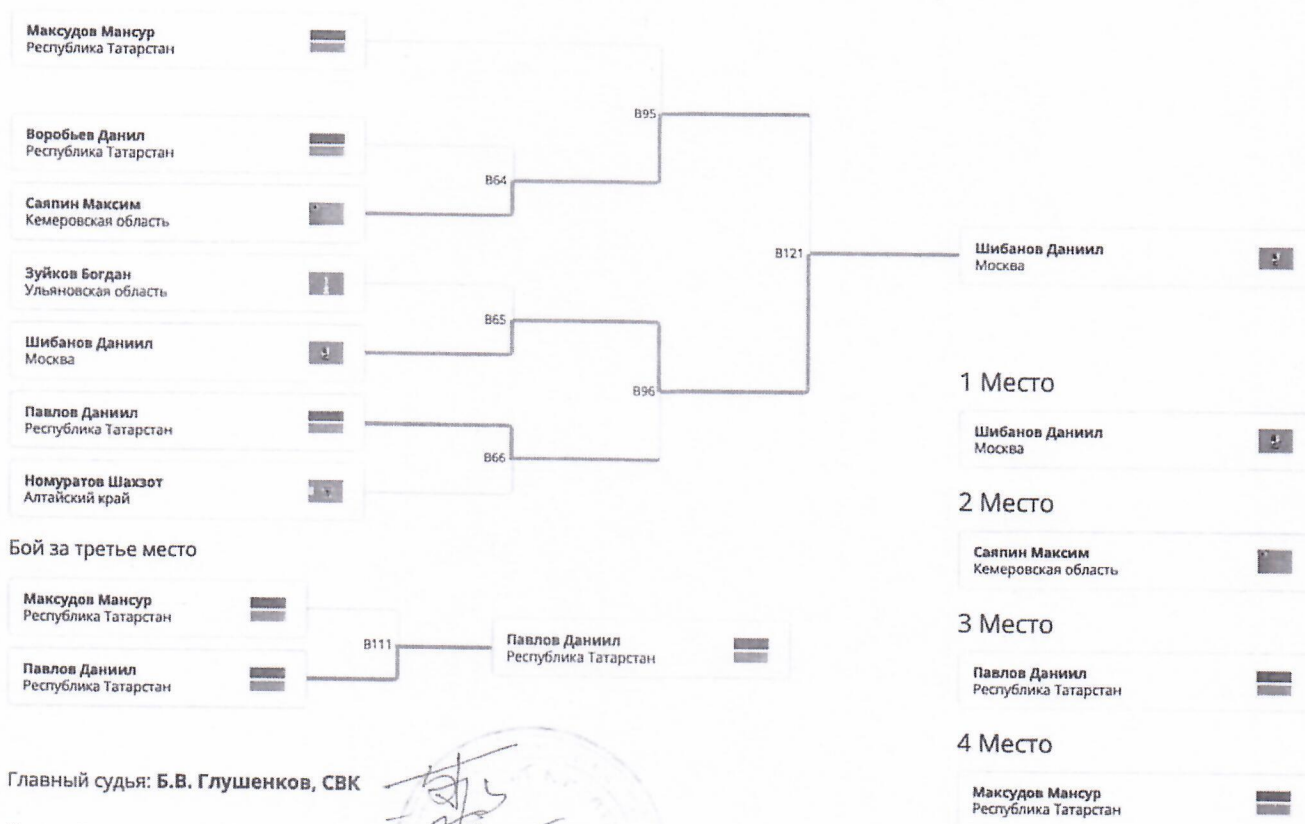 Максудов Мансур
Республика Татарстан
Воробьев Данил
Республика Татарстан
Саяпин Максим
Кемеровская область
Зуйков Богдан
Ульяновская область
Шибанов Даниил
Москва
Павлов Даниил
Республика Татарстан
Номуратов Шахзот
Алтайский край
B64
B65
B66
B95
B96
B121
Шибанов Даниил
Москва
Бой за третье место
Максудов Мансур
Республика Татарстан
Павлов Даниил
Республика Татарстан
B111
Павлов Даниил
Республика Татарстан
1 Место
Шибанов Даниил
Москва
2 Место
Саяпин Максим
Кемеровская область
3 Место
Павлов Даниил
Республика Татарстан
4 Место
Максудов Мансур
Республика Татарстан
Главный судья: Б.В. Глушенков, СВК